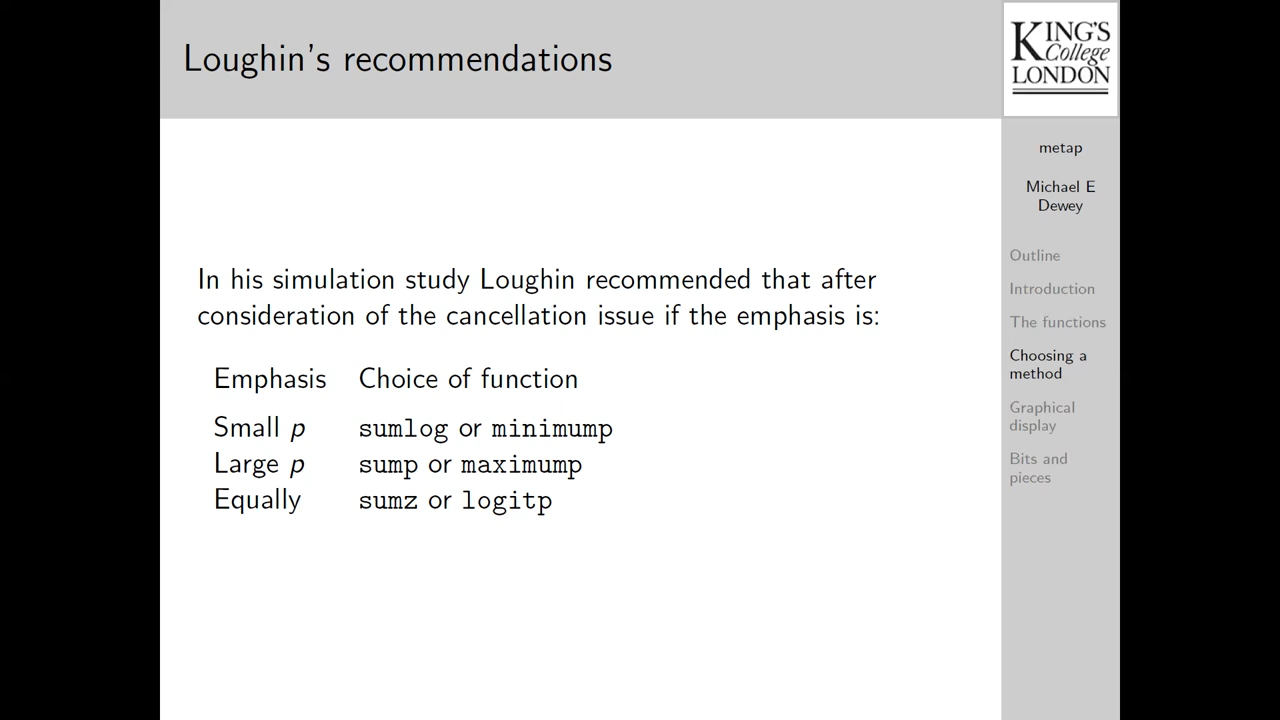 Loughin's recommendations
KING'S
College
LONDON
metap
Michael E
Dewey
Outline
Introduction
The functions
Choosing a
method
Graphical
display
Bits and
pieces
In his simulation study Loughin recommended that after
consideration of the cancellation issue if the emphasis is:
Emphasis Choice of function
Small p sumlog or minimump
Large p sump or maximump
Equally sumz or logitp